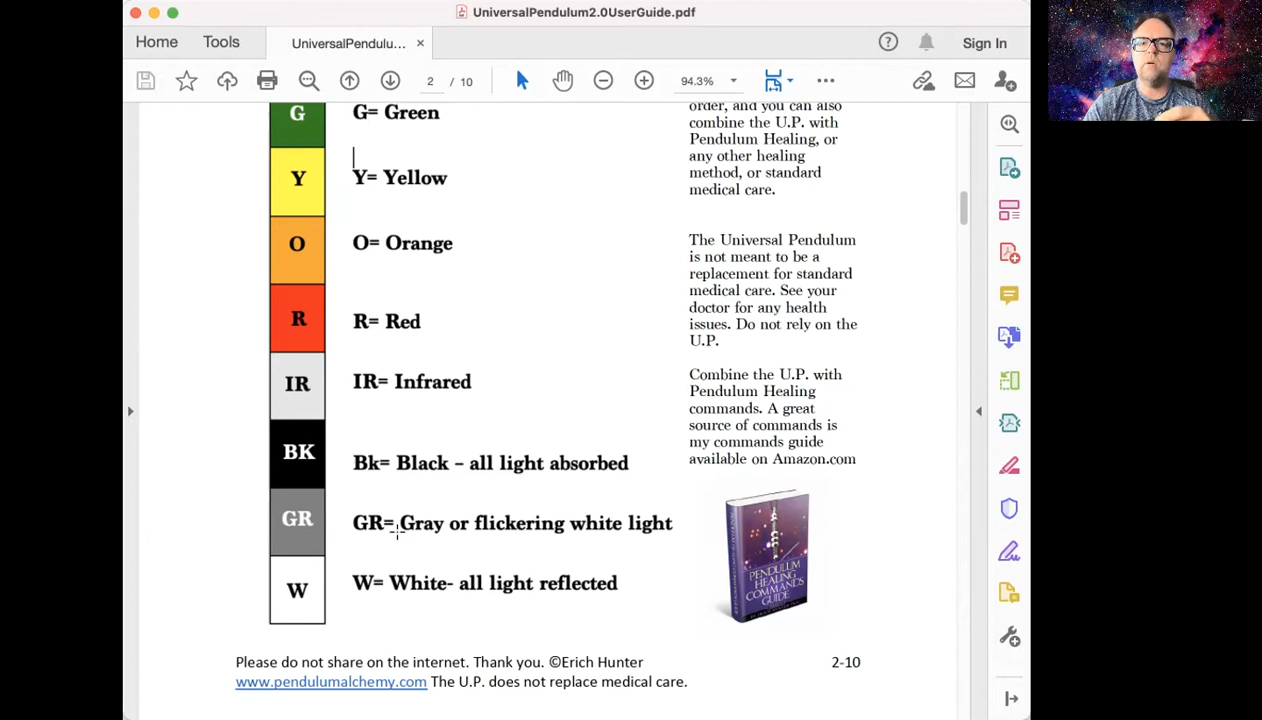 UniversalPendulum2.0UserGuide.pdf
Home
Tools
UniversalPendulu...
Sign In
2 / 10
94.3%
G
G= Green
Y
Y= Yellow
O
O= Orange
R
R= Red
IR
IR= Infrared
BK
Bk= Black – all light absorbed
GR
GR= Gray or flickering white light
W
W= White- all light reflected
order, and you can also
combine the U.P. with
Pendulum Healing, or
any other healing
method, or standard
medical care.
The Universal Pendulum
is not meant to be a
replacement for standard
medical care. See your
doctor for any health
issues. Do not rely on the
U.P.
Combine the U.P. with
Pendulum Healing
commands. A great
source of commands is
my commands guide
available on Amazon.com
PENDULUM
HEALING
COMMANDS
GUIDE
Please do not share on the internet. Thank you. ©Erich Hunter
2-10
www.pendulumalchemy.com The U.P. does not replace medical care.